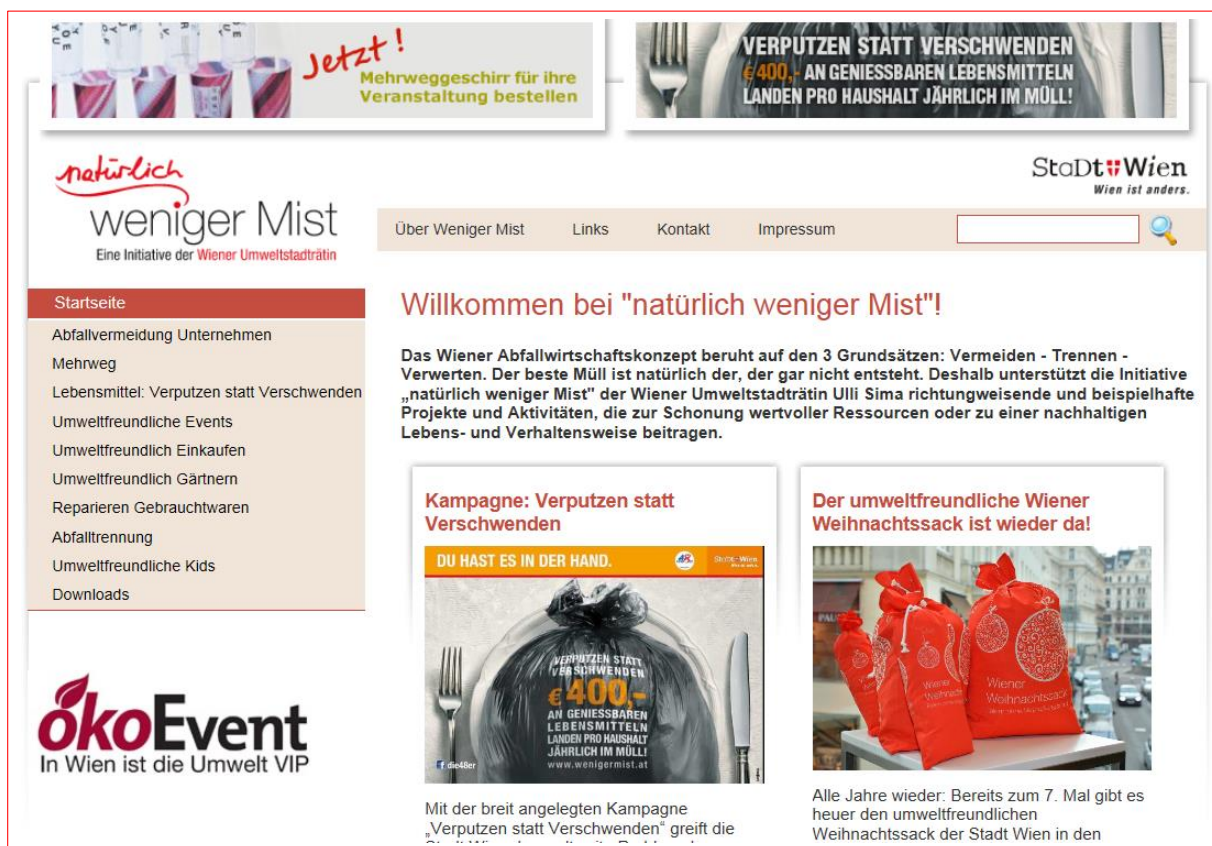 Jetzt!
Mehrweggeschirr für ihre
Veranstaltung bestellen
VERPUTZEN STATT VERSCHWENDEN
€ 400,- AN GENIESSBAREN LEBENSMITTELN
LANDEN PRO HAUSHALT JÄHRLICH IM MÜLL!
natürlich
weniger Mist
Eine Initiative der Wiener Umweltstadträtin
StaDt Wien
Wien ist anders.
Über Weniger Mist Links Kontakt Impressum
Startseite
Abfallvermeidung Unternehmen
Mehrweg
Lebensmittel: Verputzen statt Verschwenden
Umweltfreundliche Events
Umweltfreundlich Einkaufen
Umweltfreundlich Gärtnern
Reparieren Gebrauchtwaren
Abfalltrennung
Umweltfreundliche Kids
Downloads
ökoEvent
In Wien ist die Umwelt VIP
Willkommen bei "natürlich weniger Mist"!
Das Wiener Abfallwirtschaftskonzept beruht auf den 3 Grundsätzen: Vermeiden - Trennen -
Verwerten. Der beste Müll ist natürlich der, der gar nicht entsteht. Deshalb unterstützt die Initiative
„natürlich weniger Mist" der Wiener Umweltstadträtin Ulli Sima richtungweisende und beispielhafte
Projekte und Aktivitäten, die zur Schonung wertvoller Ressourcen oder zu einer nachhaltigen
Lebens- und Verhaltensweise beitragen.
Kampagne: Verputzen statt
Verschwenden
DU HAST ES IN DER HAND.
StaDt Wien
VERPUTZEN STATT
VERSCHWENDEN
€ 400,-
AN GENIESSBAREN
LEBENSMITTELN
LANDEN PRO HAUSHALT
JÄHRLICH IM MÜLL!
www.wenigermist.at
f die48er
Mit der breit angelegten Kampagne
„Verputzen statt Verschwenden“ greift die
Der umweltfreundliche Wiener
Weihnachtssack ist wieder da!
Wiener
Weihnachtssack
Alle Jahre wieder: Bereits zum 7. Mal gibt es
heuer den umweltfreundlichen
Weihnachtssack der Stadt Wien in den